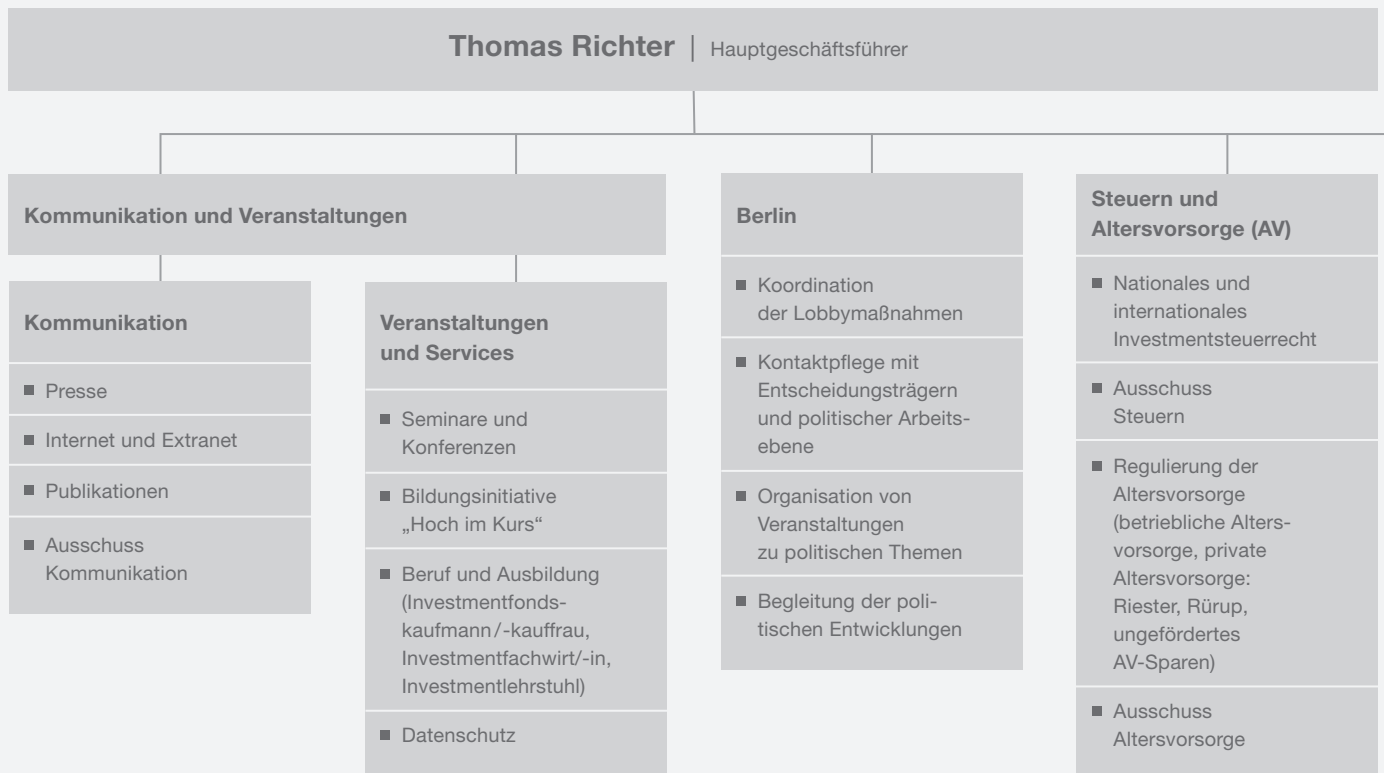 Thomas Richter | Hauptgeschäftsführer
Kommunikation und Veranstaltungen
Kommunikation
■ Presse
■ Internet und Extranet
■ Publikationen
■ Ausschuss
Kommunikation
Veranstaltungen
und Services
■ Seminare und
Konferenzen
■ Bildungsinitiative
„Hoch im Kurs“
■ Beruf und Ausbildung
(Investmentfonds-
kaufmann/-kauffrau,
Investmentfachwirt/-in,
Investmentlehrstuhl)
■ Datenschutz
Berlin
■ Koordination
der Lobbymaßnahmen
■ Kontaktpflege mit
Entscheidungsträgern
und politischer Arbeits-
ebene
■ Organisation von
Veranstaltungen
zu politischen Themen
■ Begleitung der poli-
tischen Entwicklungen
Steuern und
Altersvorsorge (AV)
■ Nationales und
internationales
Investmentsteuerrecht
■ Ausschuss
Steuern
■ Regulierung der
Altersvorsorge
(betriebliche Alters-
vorsorge, private
Altersvorsorge:
Riester, Rürup,
ungefördertes
AV-Sparen)
■ Ausschuss
Altersvorsorge